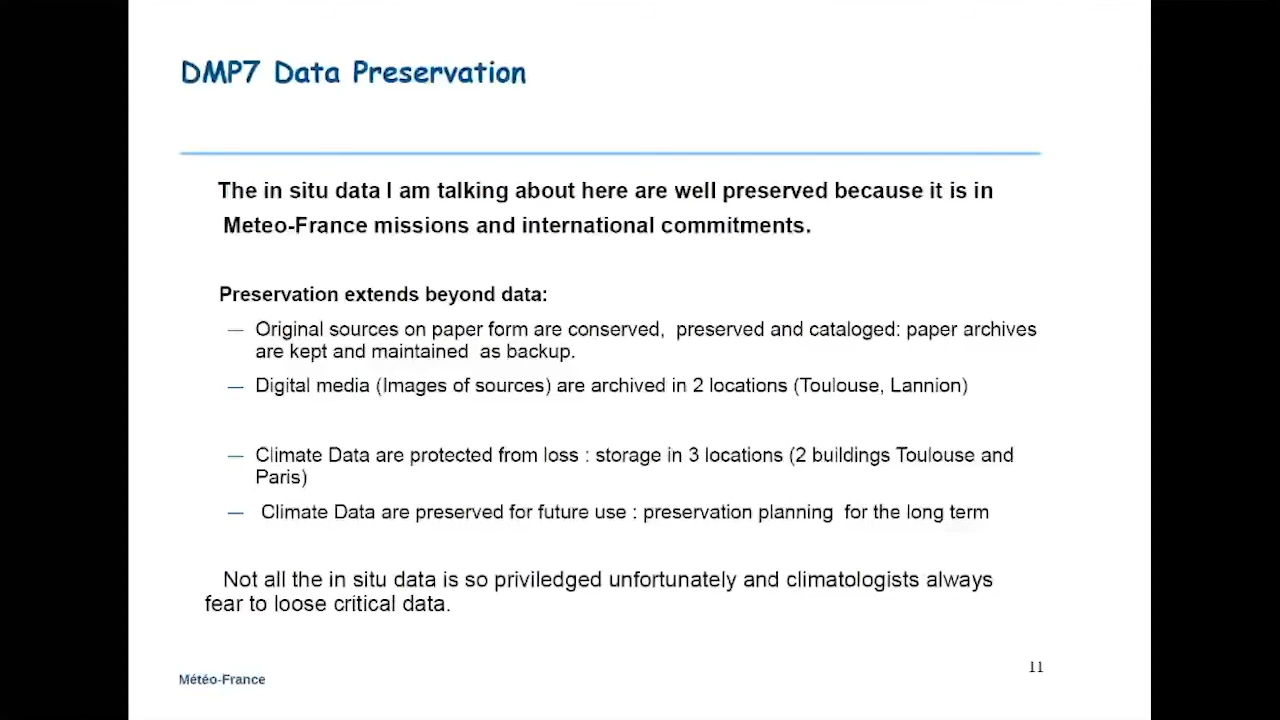 DMP7 Data Preservation
The in situ data I am talking about here are well preserved because it is in
Meteo-France missions and international commitments.
Preservation extends beyond data:
— Original sources on paper form are conserved, preserved and cataloged: paper archives
are kept and maintained as backup.
— Digital media (Images of sources) are archived in 2 locations (Toulouse, Lannion)
— Climate Data are protected from loss : storage in 3 locations (2 buildings Toulouse and
Paris)
— Climate Data are preserved for future use : preservation planning for the long term
Not all the in situ data is so priviledged unfortunately and climatologists always
fear to loose critical data.
11
Météo-France